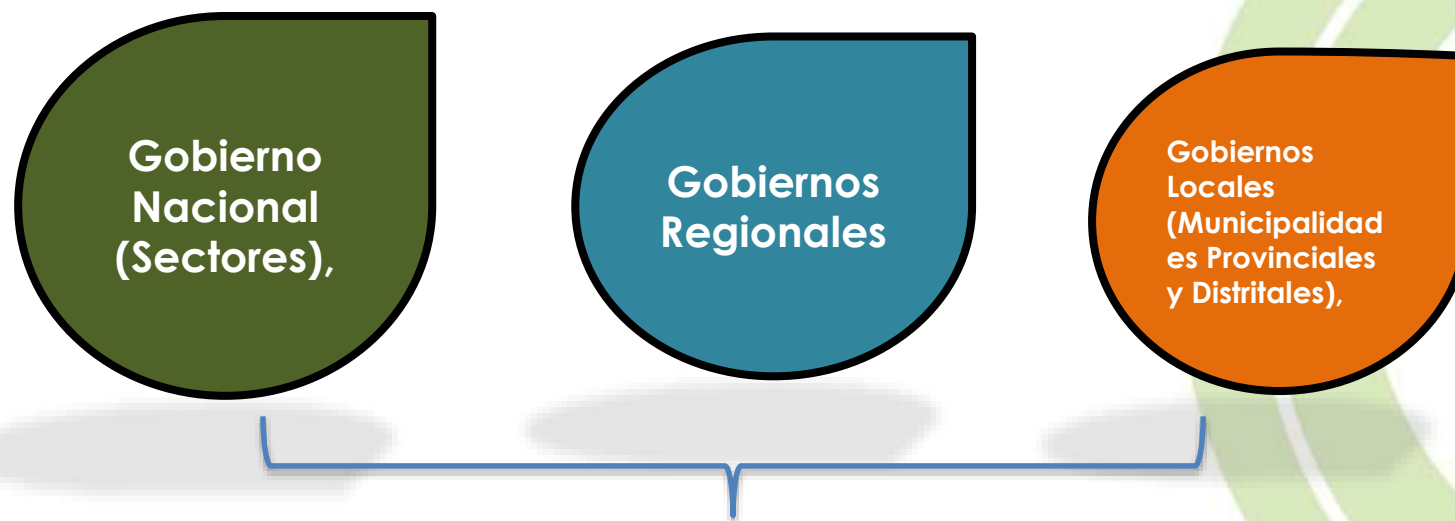 Gobierno
Nacional
(Sectores),
Gobiernos
Regionales
Gobiernos
Locales
(Municipalidad
es Provinciales
y Distritales),